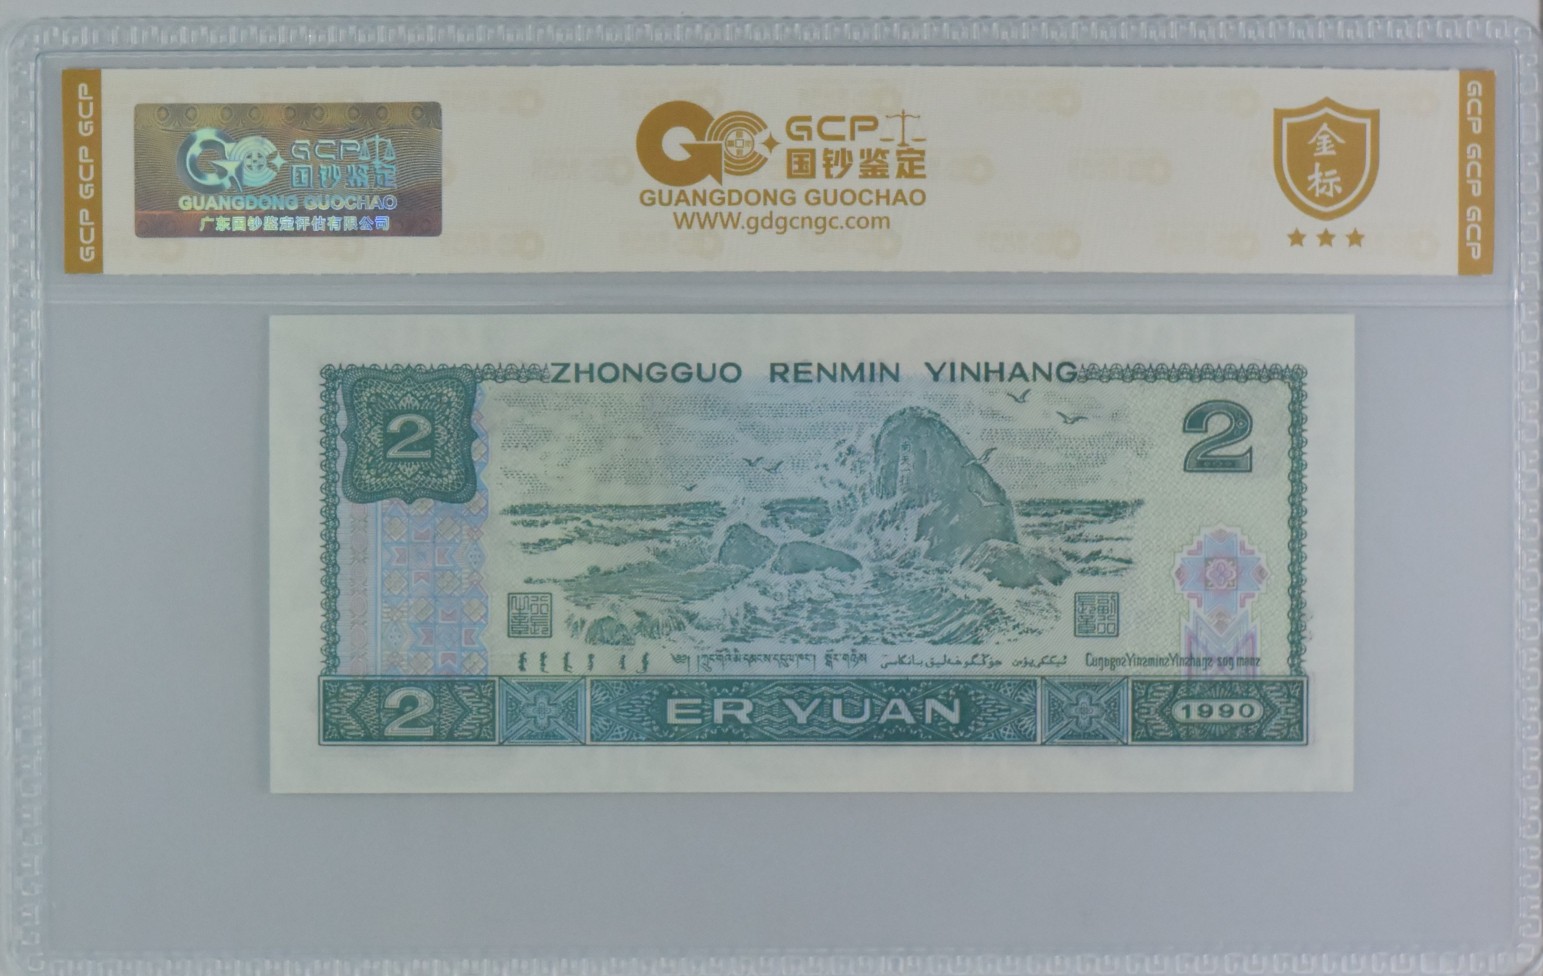 GCP GCP GCP
GCP
国钞鉴定
GUANGDONG GUOCHAO
广东国钞鉴定评估有限公司
GCP
国钞鉴定
GUANGDONG GUOCHAO
WWW.gdgcngc.com
金标
GCP GCP GCP
ZHONGGUO RENMIN YINHANG
2
2
2
ER YUAN
1990